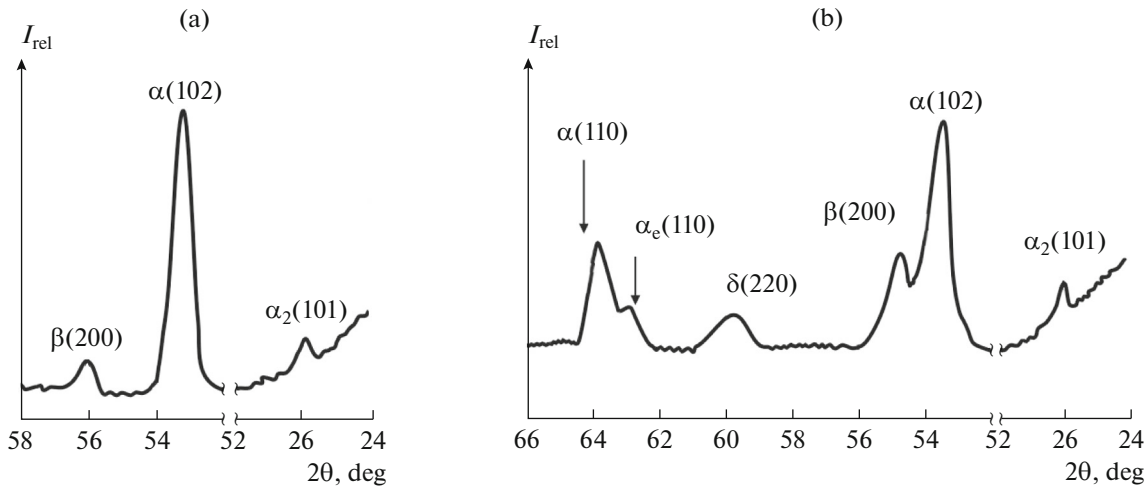 (a)
I_rel
α(102)
β(200)
α₂(101)
58 56 54 52 26 24
2θ, deg
(b)
I_rel
α(110)
α_e(110)
δ(220)
β(200)
α(102)
α₂(101)
66 64 62 60 56 54 52 26 24
2θ, deg